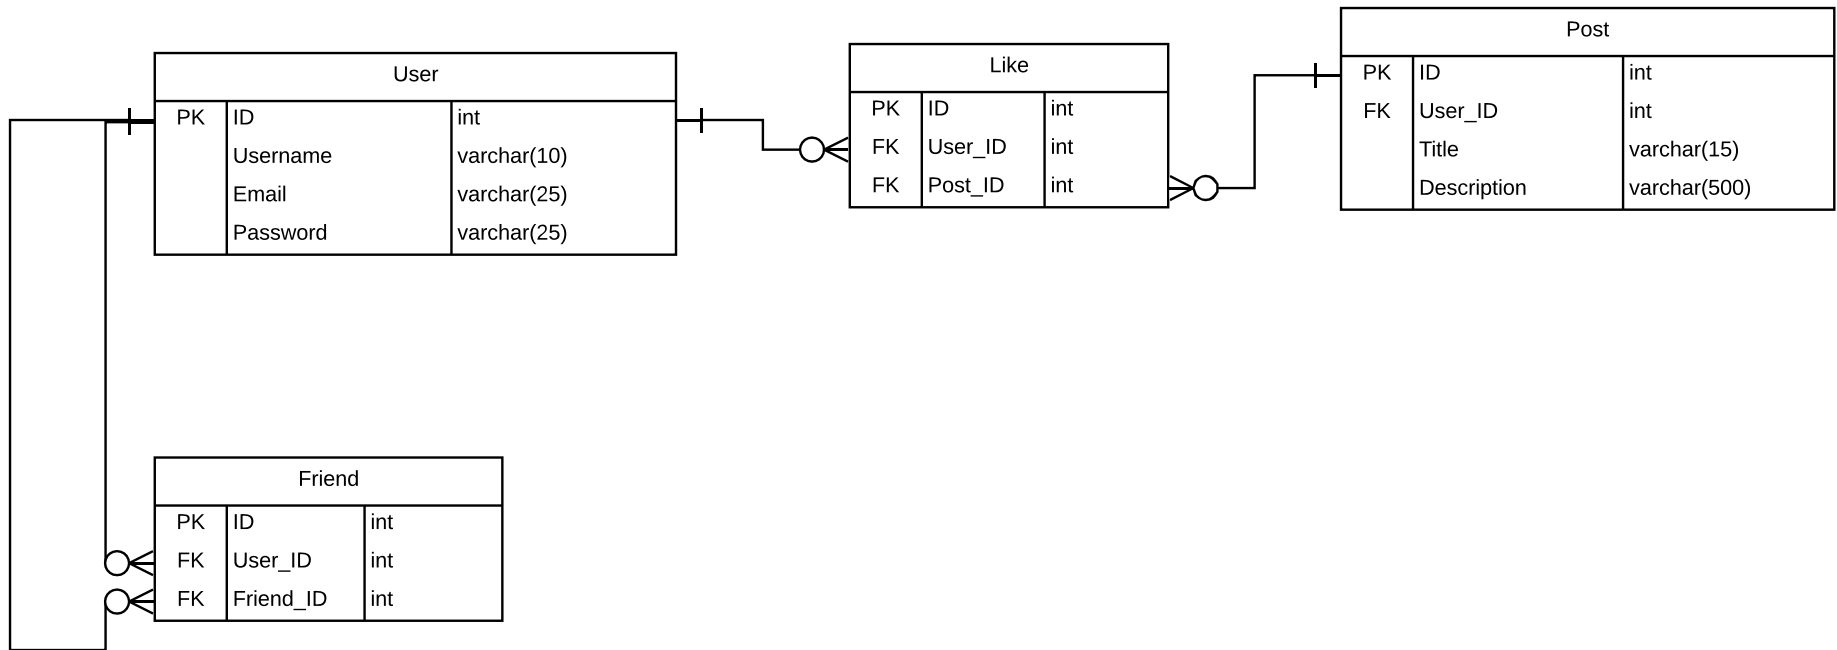 User
PK ID int
Username varchar(10)
Email varchar(25)
Password varchar(25)
Like
PK ID int
FK User_ID int
FK Post_ID int
Post
PK ID int
FK User_ID int
Title varchar(15)
Description varchar(500)
Friend
PK ID int
FK User_ID int
FK Friend_ID int